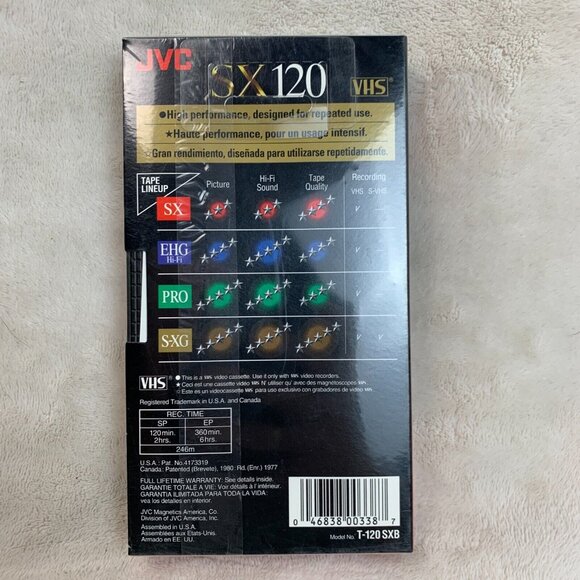 JVC
SX120
VHS®
●High performance, designed for repeated use.
★Haute performance, pour un usage intensif.
☆Gran rendimiento, diseñada para utilizarse repetidamente.
TAPE LINEUP
Picture
Hi-Fi Sound
Tape Quality
Recording
VHS S-VHS
SX
EHG
Hi-Fi
PRO
S-XG
VHS®
● This is a VHS video cassette. Use it only with VHS video recorders.
★ Ceci est une cassette vidéo VHS N' utiliser qu' avec des magnétoscopes VHS.
☆ Este es un videocassette VHS para uso exclusivo con grabadores de video VHS.
Registered Trademark in U.S.A. and Canada
REC. TIME
SP EP
120min. 360min.
2hrs. 6hrs.
246m
U.S.A.: Pat. No.4173319
Canada: Patented (Breveté), 1980: Rd. (Enr.) 1977
FULL LIFETIME WARRANTY: See details inside.
GARANTIE TOTALE A VIE: Voir détails à l'intérieur.
GARANTIA ILIMITADA PARA TODA LA VIDA.
vea los detalles en interior.
JVC Magnetics America, Co.
Division of JVC America, Inc.
Assembled in U.S.A.
Assemblées aux Etats-Unis.
Armado en EE. UU.
0 46838 00338 7
Model No. T-120SXB